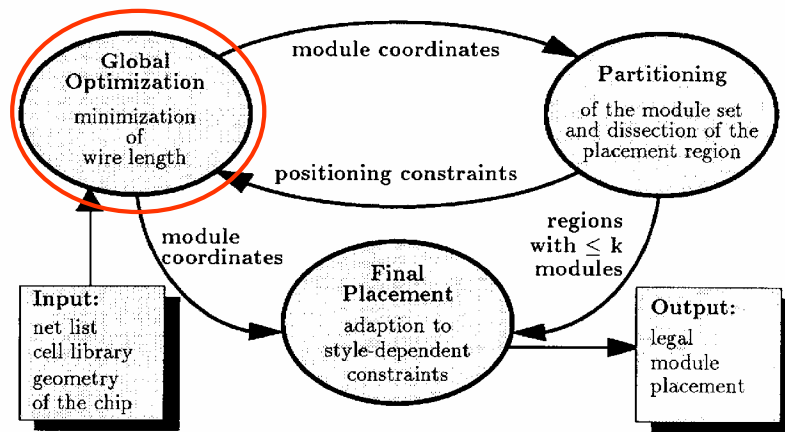 Global
Optimization
minimization
of
wire length
module coordinates
Partitioning
of the module set
and dissection of the
placement region
positioning constraints
module
coordinates
regions
with ≤ k
modules
Final
Placement
adaption to
style-dependent
constraints
Input:
net list
cell library
geometry
of the chip
Output:
legal
module
placement